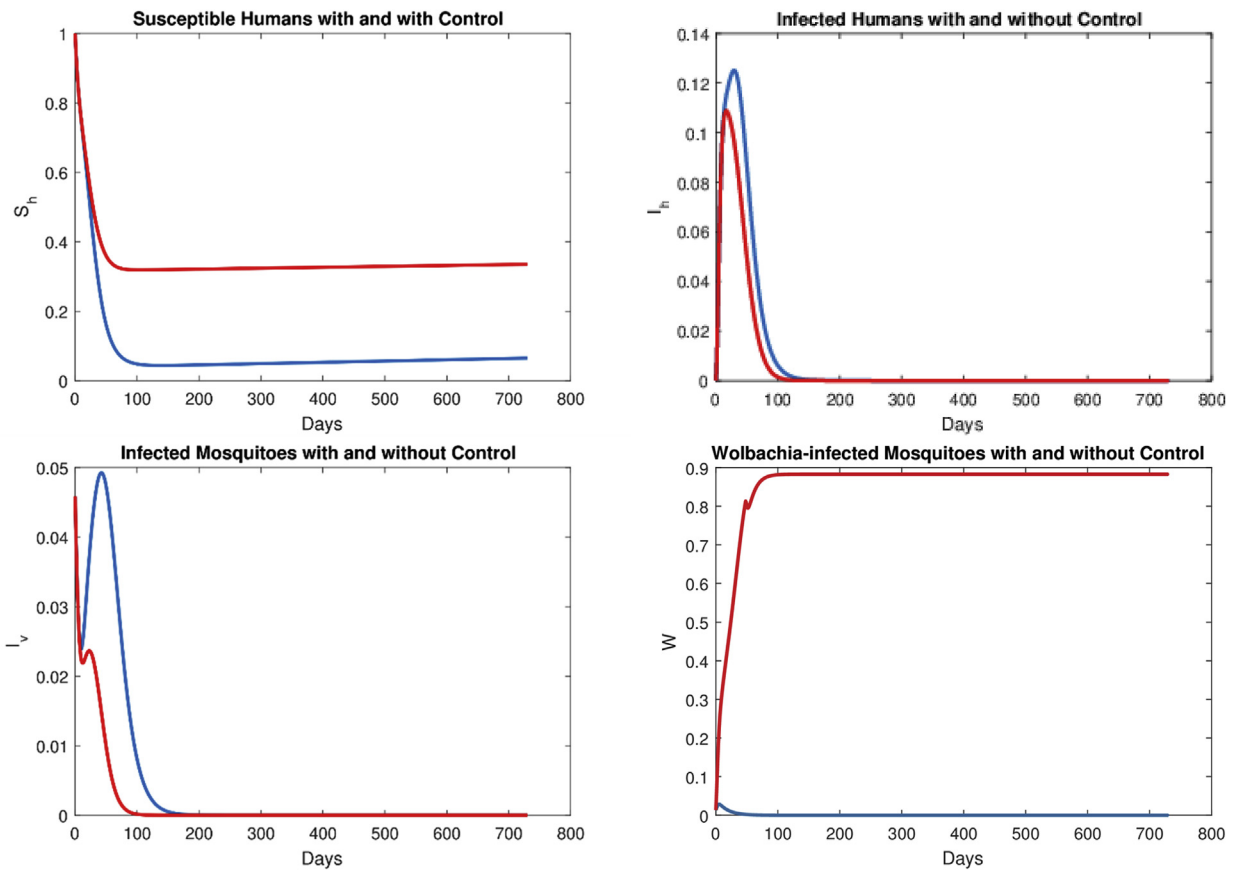 Susceptible Humans with and with Control
1
0.8
0.6
0.4
0.2
0
S_h
0 100 200 300 400 500 600 700 800
Days
Infected Humans with and without Control
0.14
0.12
0.1
0.08
0.06
0.04
0.02
0
I_h
0 100 200 300 400 500 600 700 800
Days
Infected Mosquitoes with and without Control
0.05
0.04
0.03
0.02
0.01
0
I_v
0 100 200 300 400 500 600 700 800
Days
Wolbachia-infected Mosquitoes with and without Control
0.9
0.8
0.7
0.6
0.5
0.4
0.3
0.2
0.1
0
W
0 100 200 300 400 500 600 700 800
Days